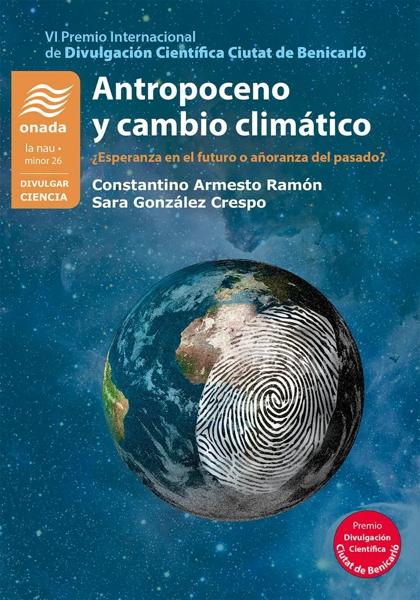 VI Premio Internacional
de Divulgación Científica Ciutat de Benicarló
Antropoceno
y cambio climático
¿Esperanza en el futuro o añoranza del pasado?
Constantino Armesto Ramón
Sara González Crespo
onada
la nau •
minor 26
DIVULGAR
CIENCIA
Premio
Divulgación
Científica
Ciutat de Benicarló